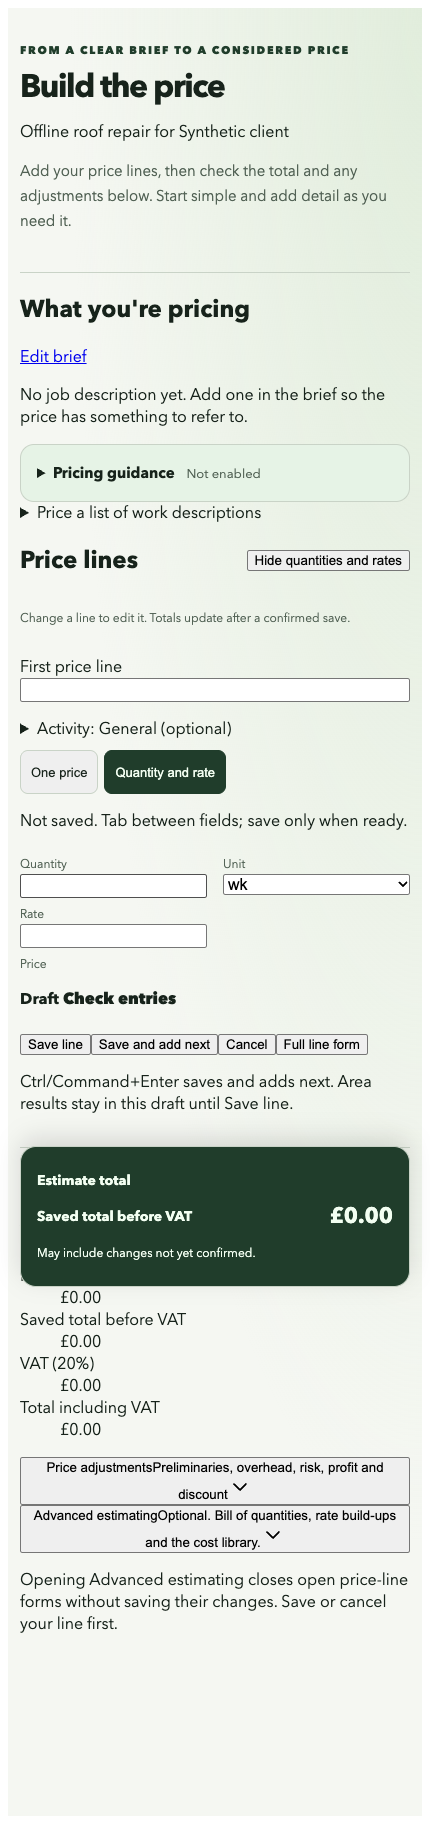 FROM A CLEAR BRIEF TO A CONSIDERED PRICE
Build the price
Offline roof repair for Synthetic client
Add your price lines, then check the total and any
adjustments below. Start simple and add detail as you
need it.
What you're pricing
Edit brief
No job description yet. Add one in the brief so the
price has something to refer to.
Pricing guidance Not enabled
Price a list of work descriptions
Price lines Hide quantities and rates
Change a line to edit it. Totals update after a confirmed save.
First price line
Activity: General (optional)
One price Quantity and rate
Not saved. Tab between fields; save only when ready.
Quantity Unit
wk
Rate
Price
Draft Check entries
Save line Save and add next Cancel Full line form
Ctrl/Command+Enter saves and adds next. Area
results stay in this draft until Save line.
Estimate total
Saved total before VAT £0.00
May include changes not yet confirmed.
£0.00
Saved total before VAT
£0.00
VAT (20%)
£0.00
Total including VAT
£0.00
Price adjustmentsPreliminaries, overhead, risk, profit and
discount
Advanced estimatingOptional. Bill of quantities, rate build-ups
and the cost library.
Opening Advanced estimating closes open price-line
forms without saving their changes. Save or cancel
your line first.